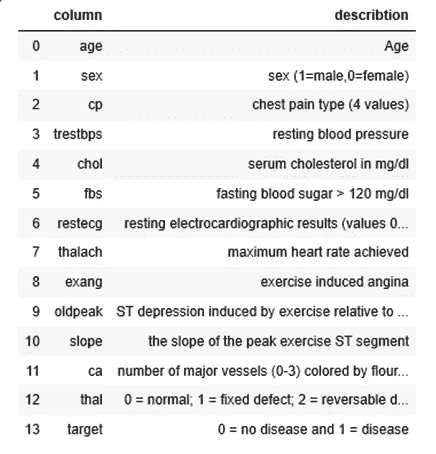 column describtion
0 age Age
1 sex sex (1=male,0=female)
2 cp chest pain type (4 values)
3 trestbps resting blood pressure
4 chol serum cholesterol in mg/dl
5 fbs fasting blood sugar > 120 mg/dl
6 restecg resting electrocardiographic results (values 0...
7 thalach maximum heart rate achieved
8 exang exercise induced angina
9 oldpeak ST depression induced by exercise relative to ...
10 slope the slope of the peak exercise ST segment
11 ca number of major vessels (0-3) colored by flour...
12 thal 0 = normal; 1 = fixed defect; 2 = reversable d...
13 target 0 = no disease and 1 = disease